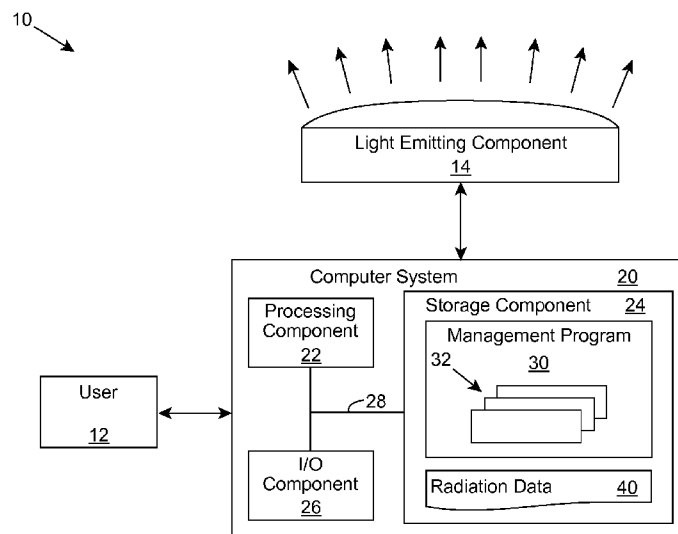 10
Light Emitting Component
14
Computer System
20
Processing
Component
22
Storage Component
24
Management Program
30
32
User
12
28
I/O
Component
26
Radiation Data
40